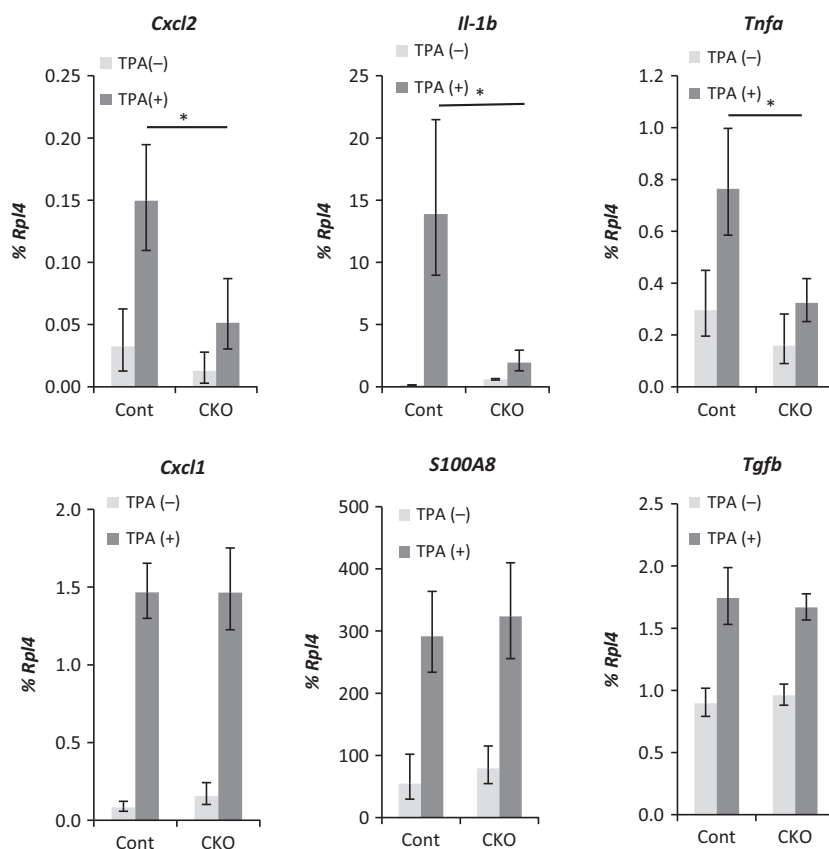 Cxcl2
TPA(−)
TPA(+)
*
0.25
0.20
0.15
0.10
0.05
0.00
% Rpl4
Cont CKO
Il-1b
TPA (−)
TPA (+)
*
25
20
15
10
5
0
% Rpl4
Cont CKO
Tnfa
TPA (−)
TPA (+)
*
1.2
1.0
0.8
0.6
0.4
0.2
0.0
% Rpl4
Cont CKO
Cxcl1
TPA (−)
TPA (+)
2.0
1.5
1.0
0.5
0.0
% Rpl4
Cont CKO
S100A8
TPA (−)
TPA (+)
500
400
300
200
100
0
% Rpl4
Cont CKO
Tgfb
TPA (−)
TPA (+)
2.5
2.0
1.5
1.0
0.5
0.0
% Rpl4
Cont CKO